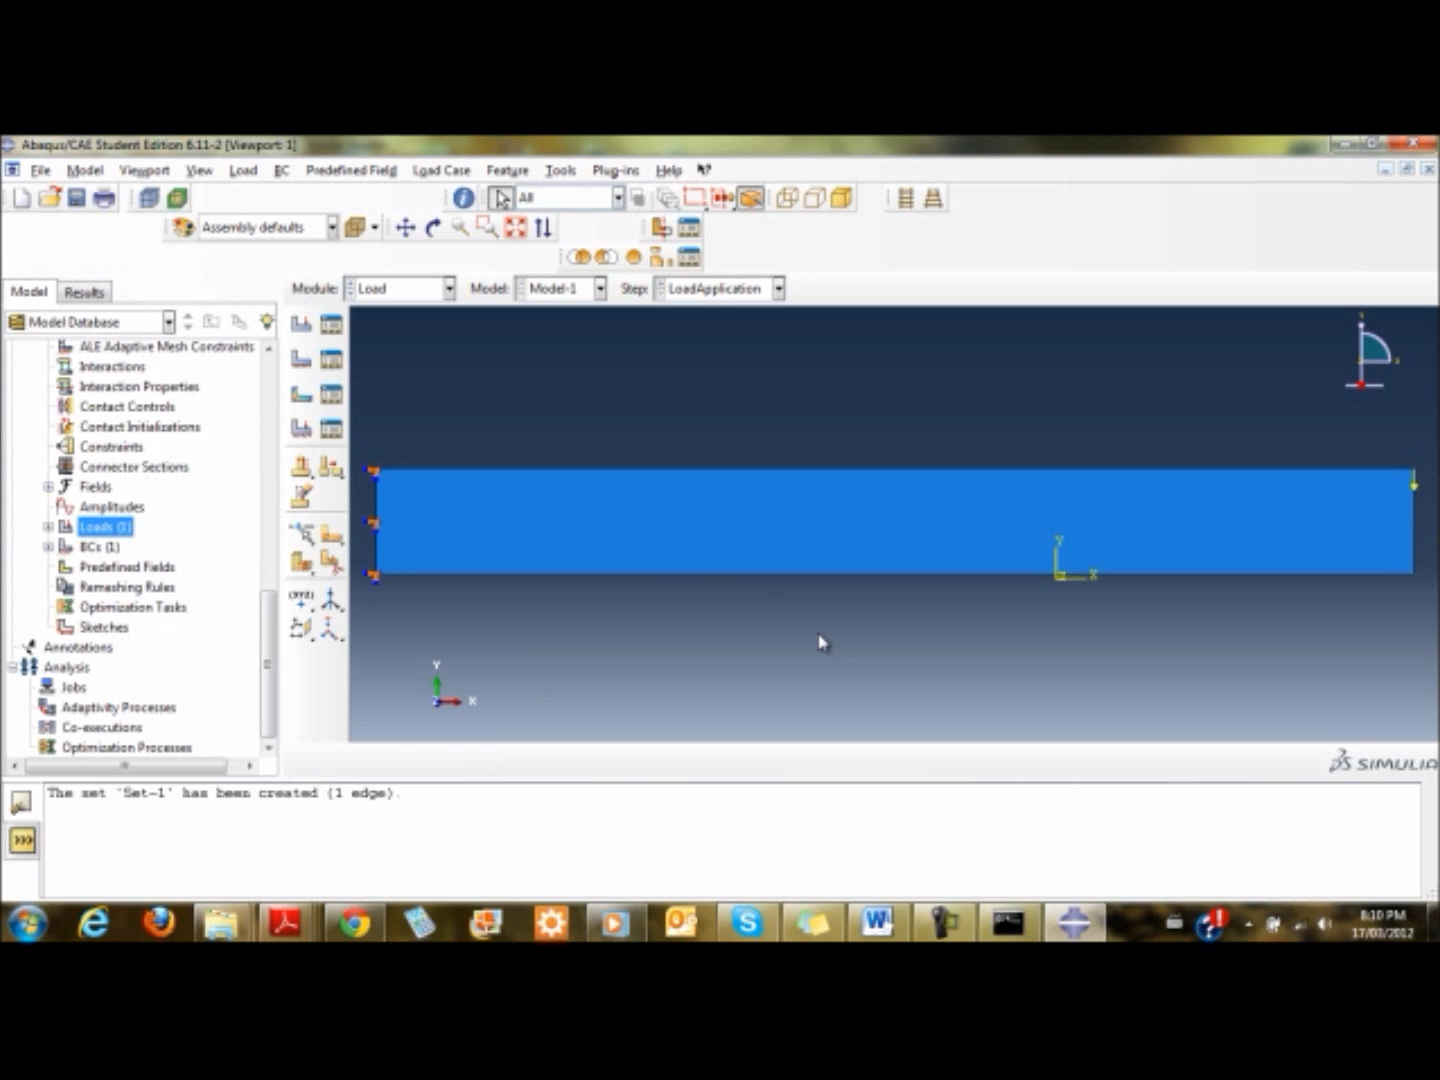 Abaqus/CAE Student Edition 6.11-2 [Viewport: 1]
File Model Viewport View Load BC Predefined Field Load Case Feature Tools Plug-ins Help
All
Assembly defaults
Model Results
Module: Load Model: Model-1 Step: LoadApplication
Model Database
ALE Adaptive Mesh Constraints
Interactions
Interaction Properties
Contact Controls
Contact Initializations
Constraints
Connector Sections
Fields
Amplitudes
Loads (1)
BCs (1)
Predefined Fields
Remeshing Rules
Optimization Tasks
Sketches
Annotations
Analysis
Jobs
Adaptivity Processes
Co-executions
Optimization Processes
Y
X
Y
X
SIMULIA
The set 'Set-1' has been created (1 edge).
8:10 PM
17/03/2012